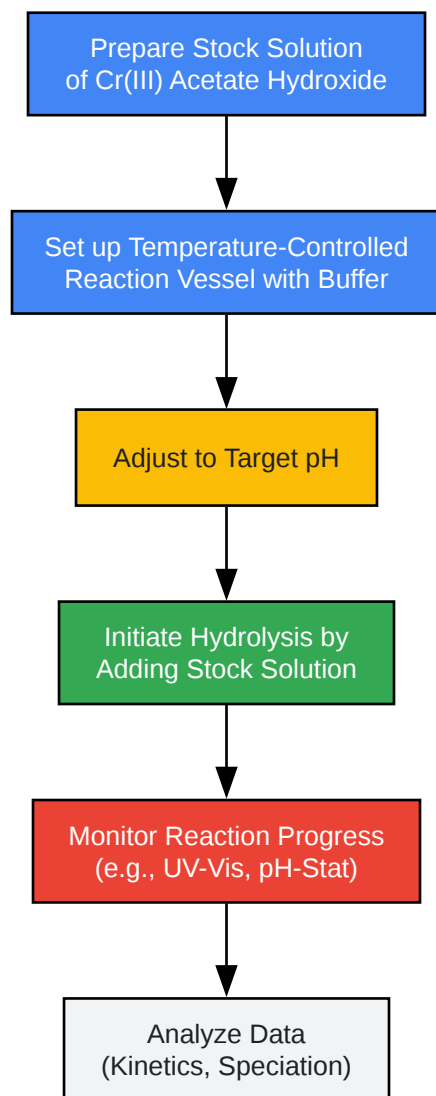 Prepare Stock Solution
of Cr(III) Acetate Hydroxide
Set up Temperature-Controlled
Reaction Vessel with Buffer
Adjust to Target pH
Initiate Hydrolysis by
Adding Stock Solution
Monitor Reaction Progress
(e.g., UV-Vis, pH-Stat)
Analyze Data
(Kinetics, Speciation)